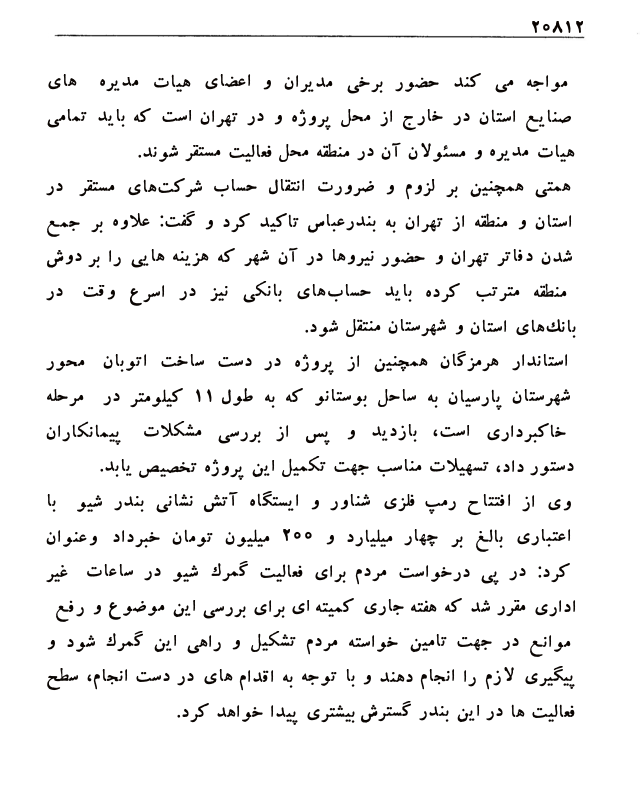 ۲۰۸۱۲
مواجه می کند حضور برخی مدیران و اعضای هیات مدیره های
صنایع استان در خارج از محل پروژه و در تهران است که باید تمامی
هیات مدیره و مسئولان آن در منطقه محل فعالیت مستقر شوند.
همتی همچنین بر لزوم و ضرورت انتقال حساب شرکت‌های مستقر در
استان و منطقه از تهران به بندرعباس تاکید کرد و گفت: علاوه بر جمع
شدن دفاتر تهران و حضور نیروها در آن شهر که هزینه هایی را بر دوش
منطقه مترتب کرده باید حساب‌های بانکی نیز در اسرع وقت در
بانك‌های استان و شهرستان منتقل شود.
استاندار هرمزگان همچنین از پروژه در دست ساخت اتوبان محور
شهرستان پارسیان به ساحل بوستانو که به طول ۱۱ کیلومتر در مرحله
خاکبرداری است، بازدید و پس از بررسی مشکلات پیمانکاران
دستور داد، تسهیلات مناسب جهت تکمیل این پروژه تخصیص یابد.
وی از افتتاح رمپ فلزی شناور و ایستگاه آتش نشانی بندر شیو با
اعتباری بالغ بر چهار میلیارد و ۲۰۰ میلیون تومان خبرداد وعنوان
کرد: در پی درخواست مردم برای فعالیت گمرك شیو در ساعات غیر
اداری مقرر شد که هفته جاری کمیته ای برای بررسی این موضوع و رفع
موانع در جهت تامین خواسته مردم تشکیل و راهی این گمرك شود و
پیگیری لازم را انجام دهند و با توجه به اقدام های در دست انجام، سطح
فعالیت ها در این بندر گسترش بیشتری پیدا خواهد کرد.